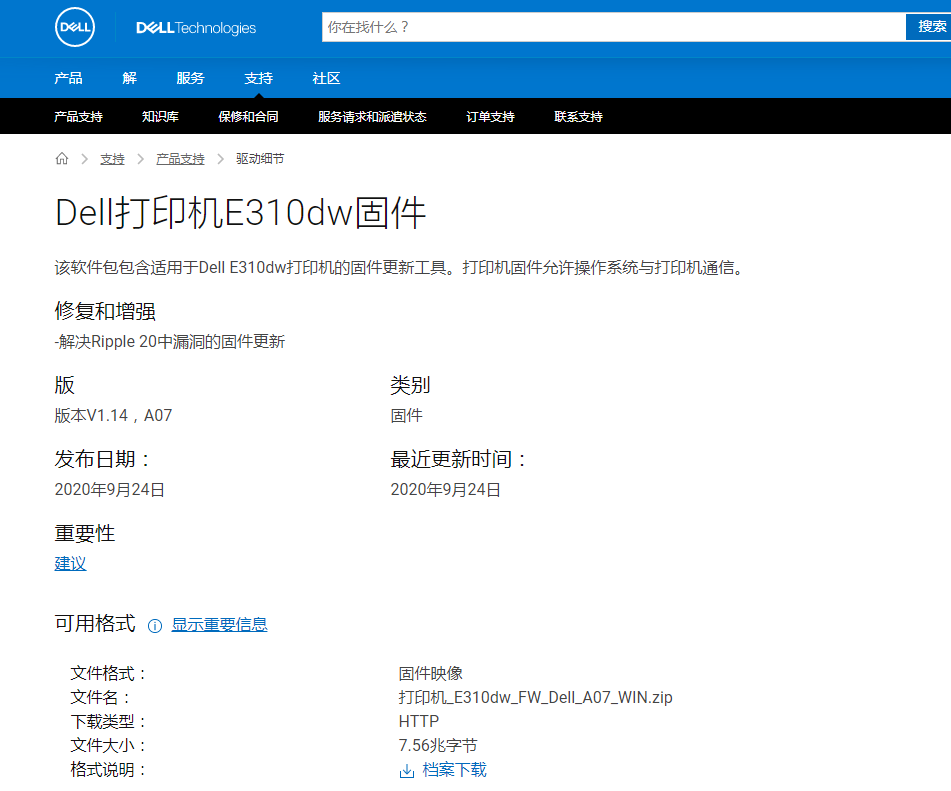 DELL
DELLTechnologies
你在找什么？
搜索
产品 解 服务 支持 社区
产品支持 知识库 保修和合同 服务请求和派遣状态 订单支持 联系支持
支持 产品支持 驱动细节
Dell打印机E310dw固件
该软件包包含适用于Dell E310dw打印机的固件更新工具。打印机固件允许操作系统与打印机通信。
修复和增强
-解决Ripple 20中漏洞的固件更新
版 类别
版本V1.14，A07 固件
发布日期： 最近更新时间：
2020年9月24日 2020年9月24日
重要性
建议
可用格式 显示重要信息
文件格式： 固件映像
文件名： 打印机_E310dw_FW_Dell_A07_WIN.zip
下载类型： HTTP
文件大小： 7.56兆字节
格式说明： 档案下载